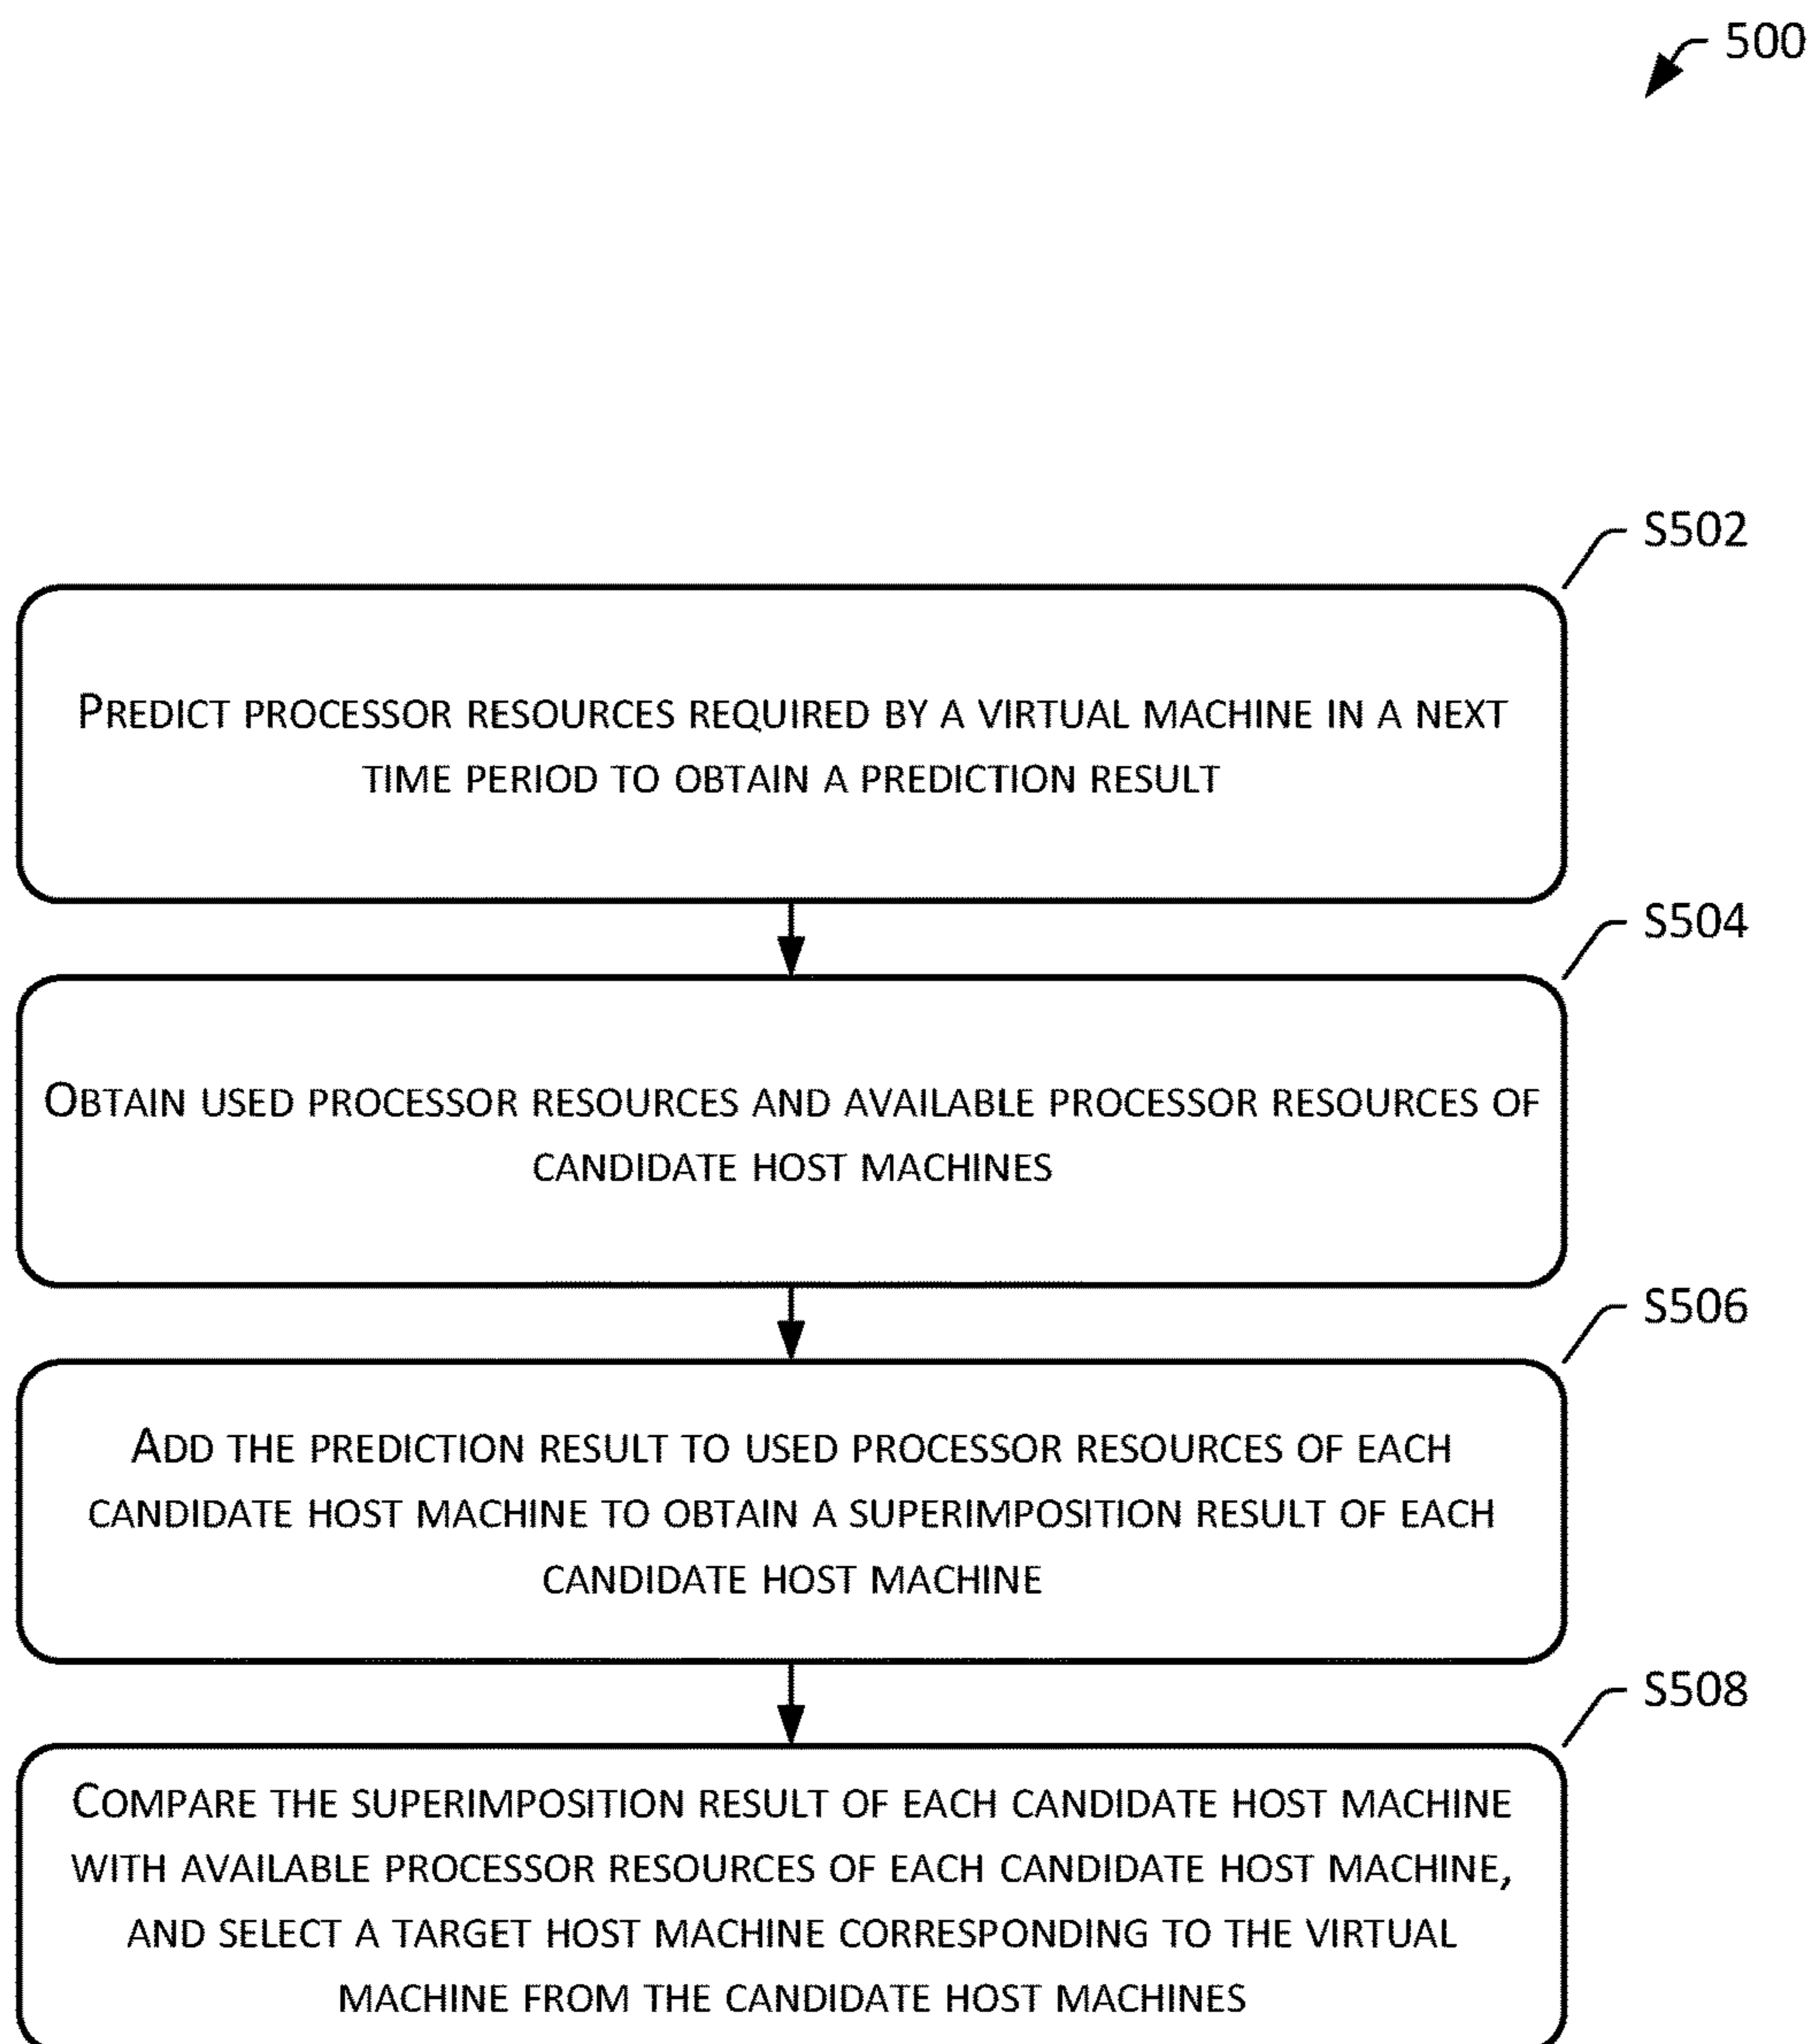 500
S502
PREDICT PROCESSOR RESOURCES REQUIRED BY A VIRTUAL MACHINE IN A NEXT
TIME PERIOD TO OBTAIN A PREDICTION RESULT
S504
OBTAIN USED PROCESSOR RESOURCES AND AVAILABLE PROCESSOR RESOURCES OF
CANDIDATE HOST MACHINES
S506
ADD THE PREDICTION RESULT TO USED PROCESSOR RESOURCES OF EACH
CANDIDATE HOST MACHINE TO OBTAIN A SUPERIMPOSITION RESULT OF EACH
CANDIDATE HOST MACHINE
S508
COMPARE THE SUPERIMPOSITION RESULT OF EACH CANDIDATE HOST MACHINE
WITH AVAILABLE PROCESSOR RESOURCES OF EACH CANDIDATE HOST MACHINE,
AND SELECT A TARGET HOST MACHINE CORRESPONDING TO THE VIRTUAL
MACHINE FROM THE CANDIDATE HOST MACHINES